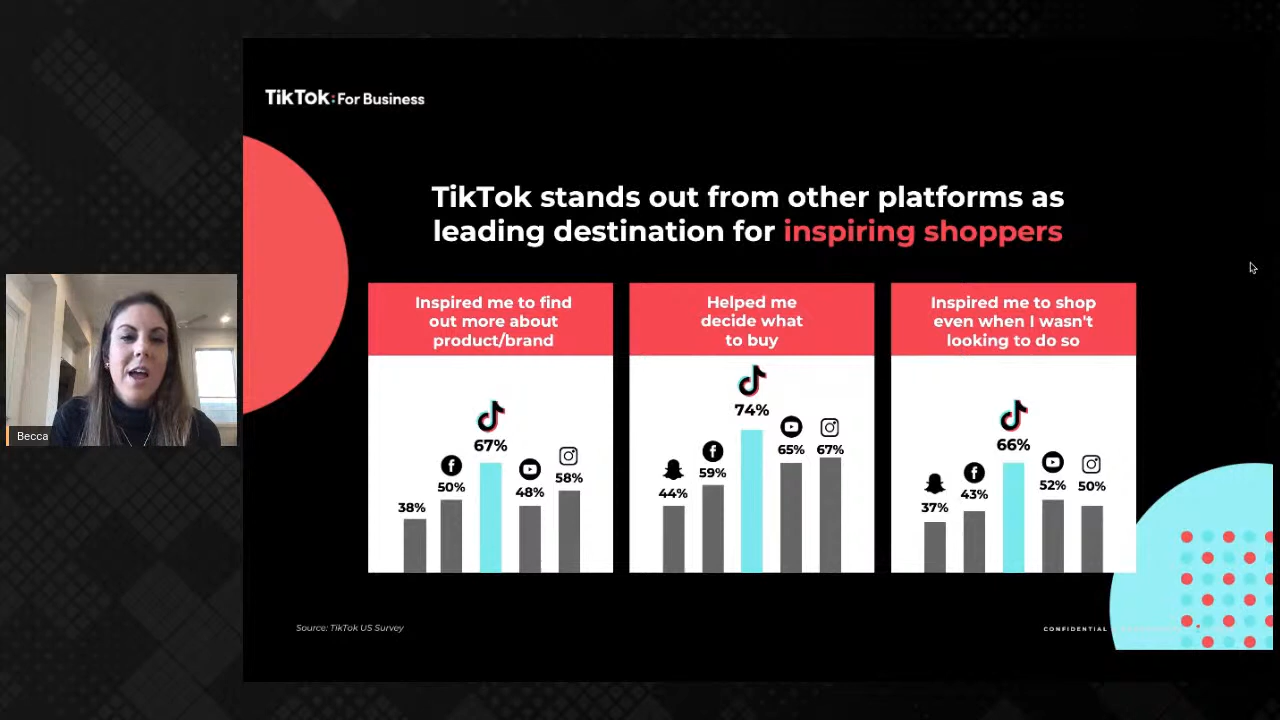 TikTok: For Business
TikTok stands out from other platforms as
leading destination for inspiring shoppers
Inspired me to find
out more about
product/brand
38%
50%
67%
48%
58%
Helped me
decide what
to buy
44%
59%
74%
65%
67%
Inspired me to shop
even when I wasn't
looking to do so
37%
43%
66%
52%
50%
Becca
Source: TikTok US Survey
CONFIDENTIAL